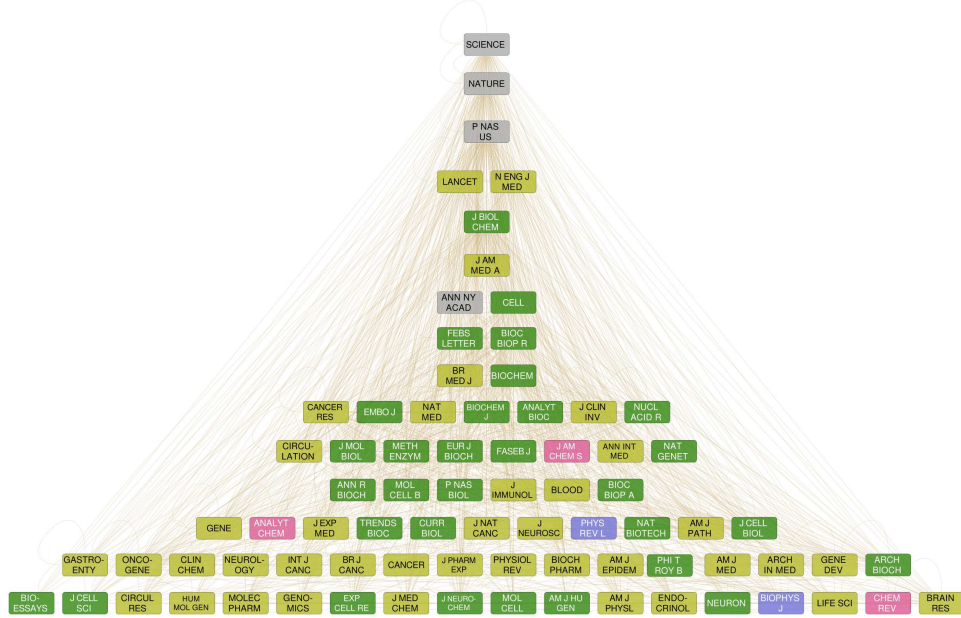 SCIENCE
NATURE
P NAS
US
LANCET
N ENG J
MED
J BIOL
CHEM
J AM
MED A
ANN NY
ACAD
CELL
FEBS
LETTER
BIOC
BIOP R
BR
MED J
BIOCHEM
CANCER
RES
EMBO J
NAT
MED
BIOCHEM
J
ANALYT
BIOC
J CLIN
INV
NUCL
ACID R
CIRCU-
LATION
J MOL
BIOL
METH
ENZYM
EUR J
BIOCH
FASEB J
J AM
CHEM S
ANN INT
MED
NAT
GENET
ANN R
BIOCH
MOL
CELL B
P NAS
BIOL
J
IMMUNOL
BLOOD
BIOC
BIOP A
GENE
ANALYT
CHEM
J EXP
MED
TRENDS
BIOC
CURR
BIOL
J NAT
CANC
J
NEUROSC
PHYS
REV L
NAT
BIOTECH
AM J
PATH
J CELL
BIOL
GASTRO-
ENTY
ONCO-
GENE
CLIN
CHEM
NEUROL-
OGY
INT J
CANC
BR J
CANC
CANCER
J PHARM
EXP
PHYSIOL
REV
BIOCH
PHARM
AM J
EPIDEM
PHI T
ROY B
AM J
MED
ARCH
IN MED
GENE
DEV
ARCH
BIOCH
BIO-
ESSAYS
J CELL
SCI
CIRCUL
RES
HUM
MOL GEN
MOLEC
PHARM
GENO-
MICS
EXP
CELL RE
J MED
CHEM
J NEURO-
CHEM
MOL
CELL
AM J HU
GEN
AM J
PHYSL
ENDO-
CRINOL
NEURON
BIOPHYS
J
LIFE SCI
CHEM
REV
BRAIN
RES